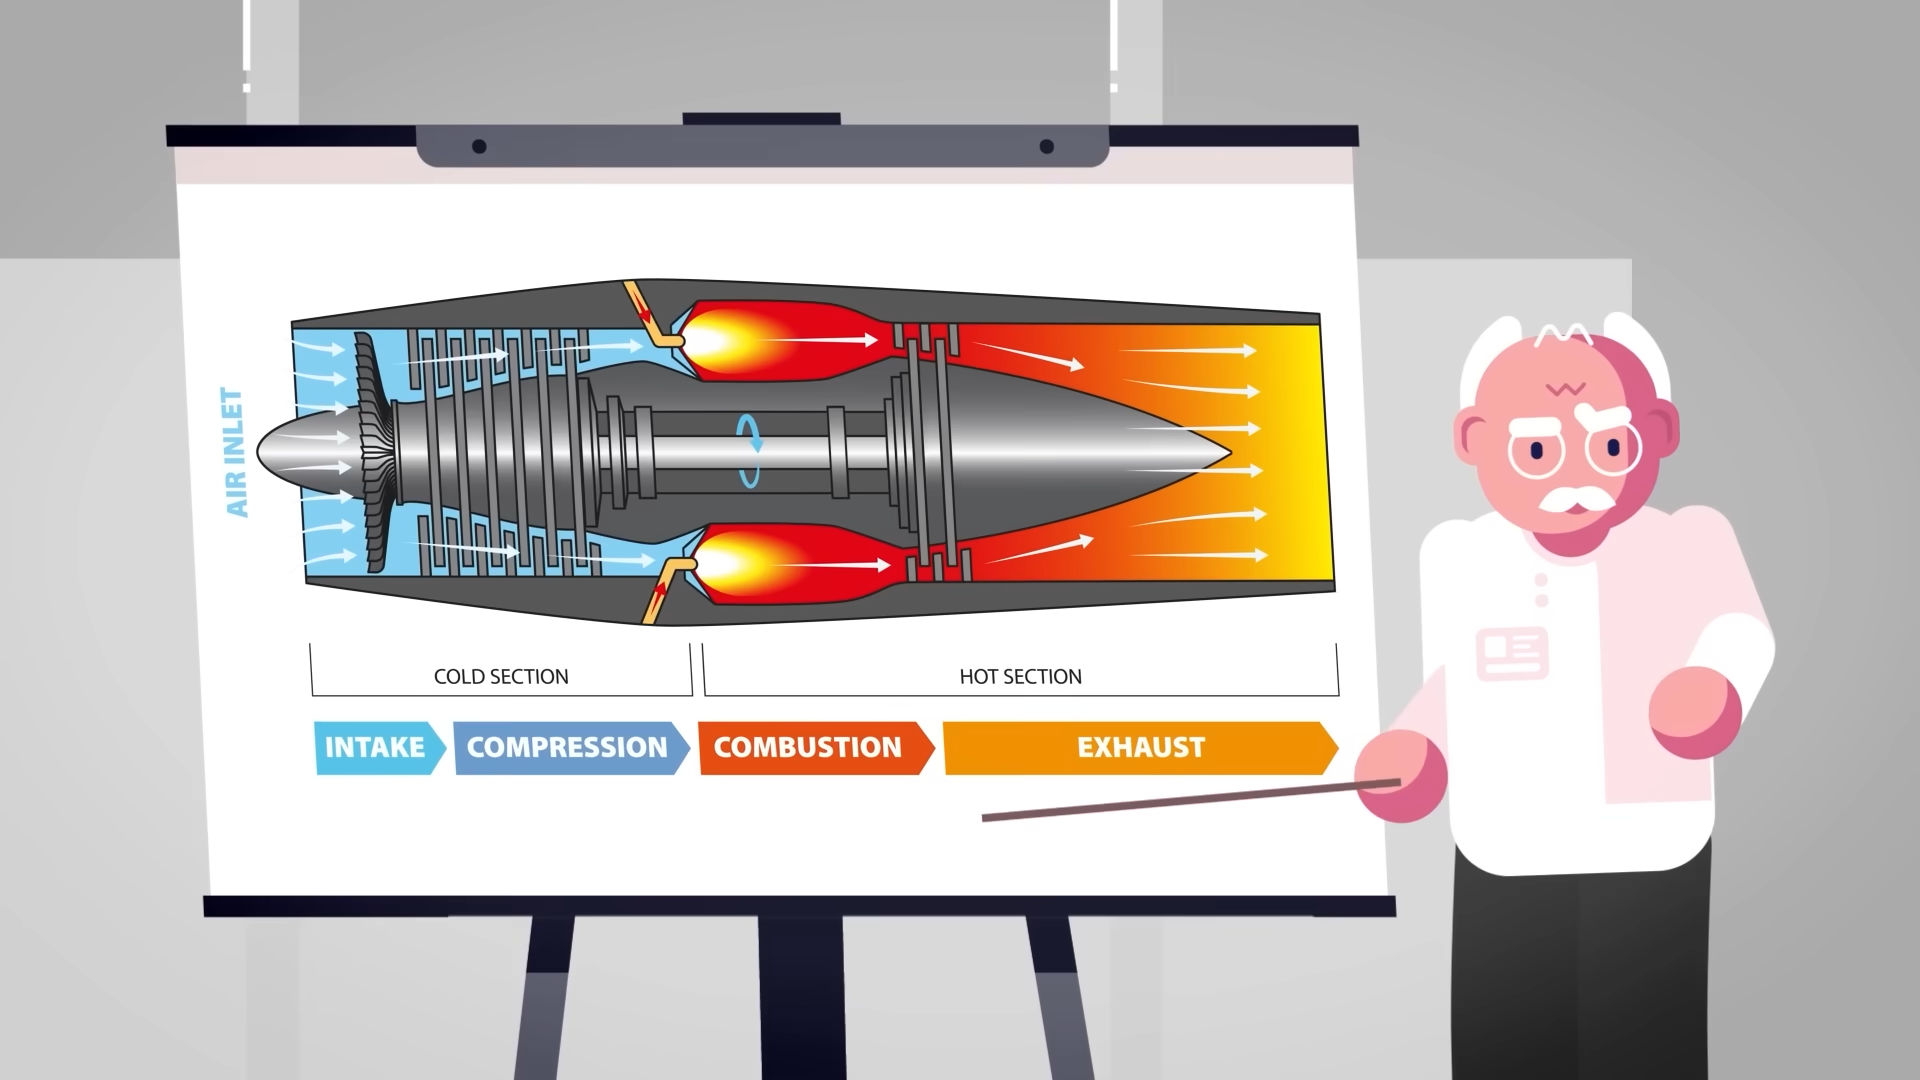 AIR INLET
COLD SECTION
HOT SECTION
INTAKE
COMPRESSION
COMBUSTION
EXHAUST